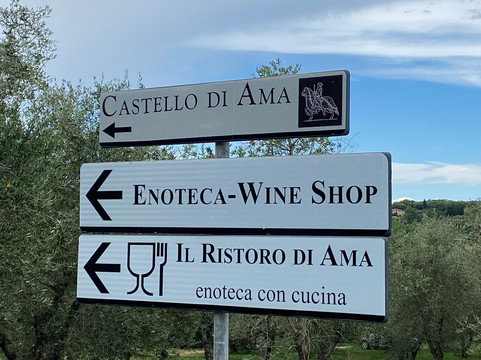 Castello di Ama
Enoteca-Wine Shop
Il Ristoro di Ama
enoteca con cucina